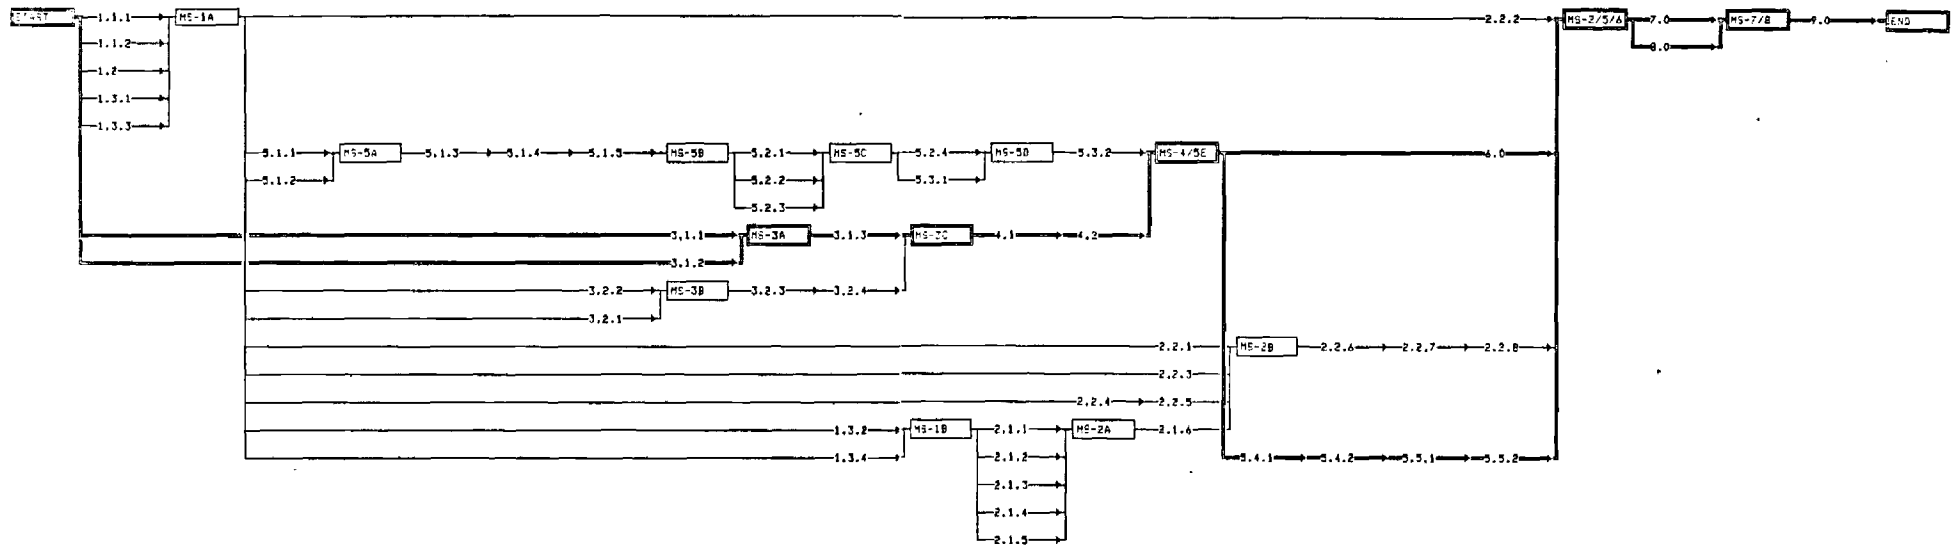 START 1.1.1 MS-1A 2.2.2 MS-2/5/6 7.0 MS-7/8 9.0 END
1.1.2 8.0
1.2
1.3.1
1.3.3
5.1.1 MS-5A 5.1.3 5.1.4 5.1.5 MS-5B 5.2.1 MS-5C 5.2.4 MS-5D 5.3.2 MS-4/5E 6.0
5.1.2 5.2.2 5.3.1
5.2.3
3.1.1 MS-3A 3.1.3 MS-3C 4.1 4.2
3.1.2
3.2.2 MS-3B 3.2.3 3.2.4
3.2.1
2.2.1 MS-2B 2.2.6 2.2.7 2.2.8
2.2.3
2.2.4 2.2.5
1.3.2 MS-1B 2.1.1 MS-2A 2.1.6
1.3.4 2.1.2 5.4.1 5.4.2 5.5.1 5.5.2
2.1.3
2.1.4
2.1.5